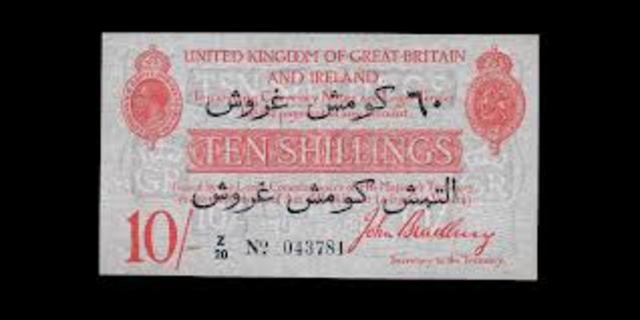 UNITED KINGDOM OF GREAT BRITAIN
AND IRELAND
٦٠ كومش غروش
TEN SHILLINGS
التمش كومش غروش
10/-
Z
20
Nº 043781
John Bradbury
Secretary to the Treasury.